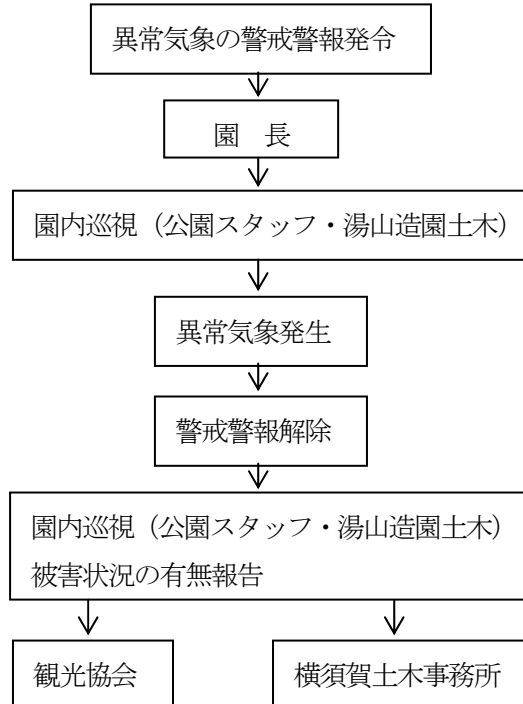 異常気象の警戒警報発令
園　長
園内巡視（公園スタッフ・湯山造園土木）
異常気象発生
警戒警報解除
園内巡視（公園スタッフ・湯山造園土木）
被害状況の有無報告
観光協会
横須賀土木事務所